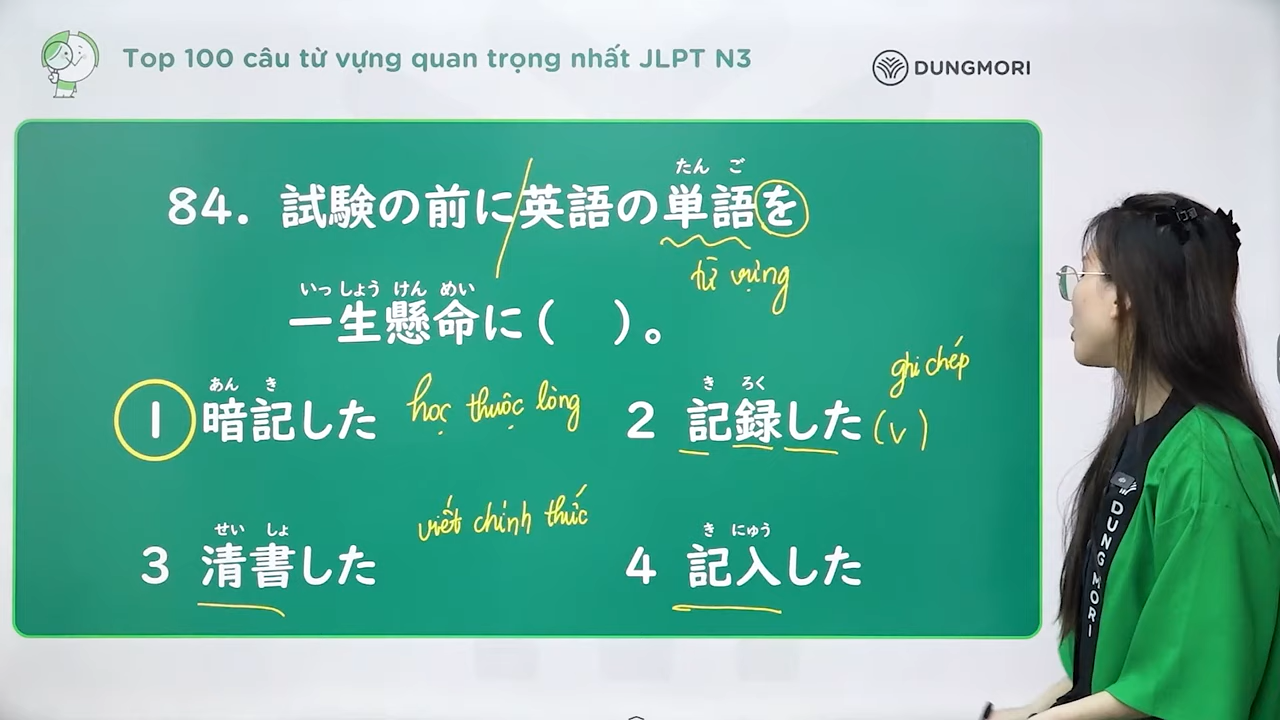 Top 100 câu từ vựng quan trọng nhất JLPT N3
DUNGMORI
たん ご
84. 試験の前に英語の単語を
từ vựng
いっ しょう けん めい
一生懸命に( )。
ghi chép
あん き
1 暗記した học thuộc lòng
き ろく
2 記録した (v)
viết chính thức
せい しょ
3 清書した
き にゅう
4 記入した
DUNG MORI